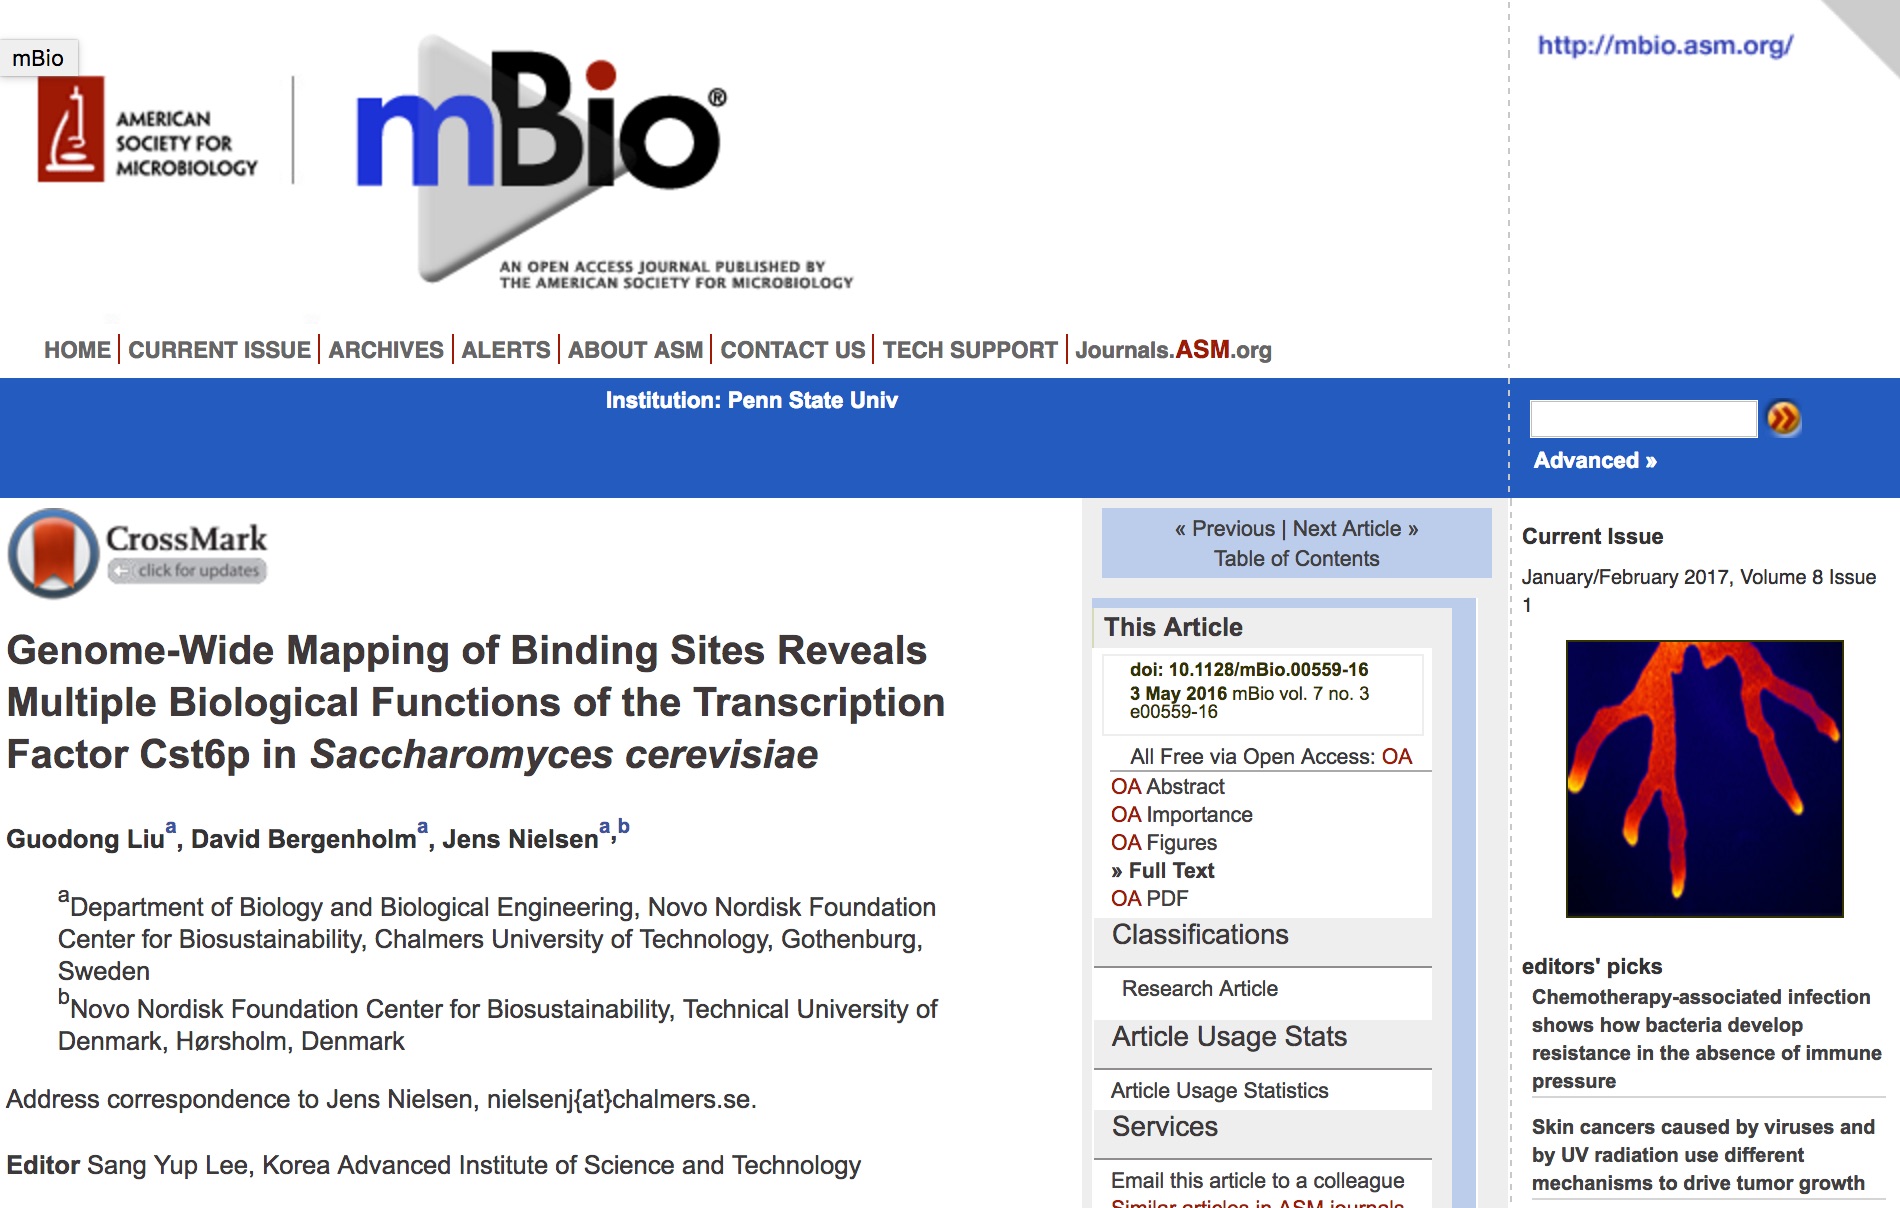 mBio
AMERICAN
SOCIETY FOR
MICROBIOLOGY
mBio®
AN OPEN ACCESS JOURNAL PUBLISHED BY
THE AMERICAN SOCIETY FOR MICROBIOLOGY
http://mbio.asm.org/
HOME | CURRENT ISSUE | ARCHIVES | ALERTS | ABOUT ASM | CONTACT US | TECH SUPPORT | Journals.ASM.org
Institution: Penn State Univ
Advanced »
CrossMark
click for updates
Genome-Wide Mapping of Binding Sites Reveals
Multiple Biological Functions of the Transcription
Factor Cst6p in Saccharomyces cerevisiae
Guodong Liu a, David Bergenholm a, Jens Nielsen a,b
a Department of Biology and Biological Engineering, Novo Nordisk Foundation
Center for Biosustainability, Chalmers University of Technology, Gothenburg,
Sweden
b Novo Nordisk Foundation Center for Biosustainability, Technical University of
Denmark, Hørsholm, Denmark
Address correspondence to Jens Nielsen, nielsenj{at}chalmers.se.
Editor Sang Yup Lee, Korea Advanced Institute of Science and Technology
« Previous | Next Article »
Table of Contents
This Article
doi: 10.1128/mBio.00559-16
3 May 2016 mBio vol. 7 no. 3
e00559-16
All Free via Open Access: OA
OA Abstract
OA Importance
OA Figures
» Full Text
OA PDF
Classifications
Research Article
Article Usage Stats
Article Usage Statistics
Services
Email this article to a colleague
Similar articles in ASM journals
Current Issue
January/February 2017, Volume 8 Issue
1
editors' picks
Chemotherapy-associated infection
shows how bacteria develop
resistance in the absence of immune
pressure
Skin cancers caused by viruses and
by UV radiation use different
mechanisms to drive tumor growth